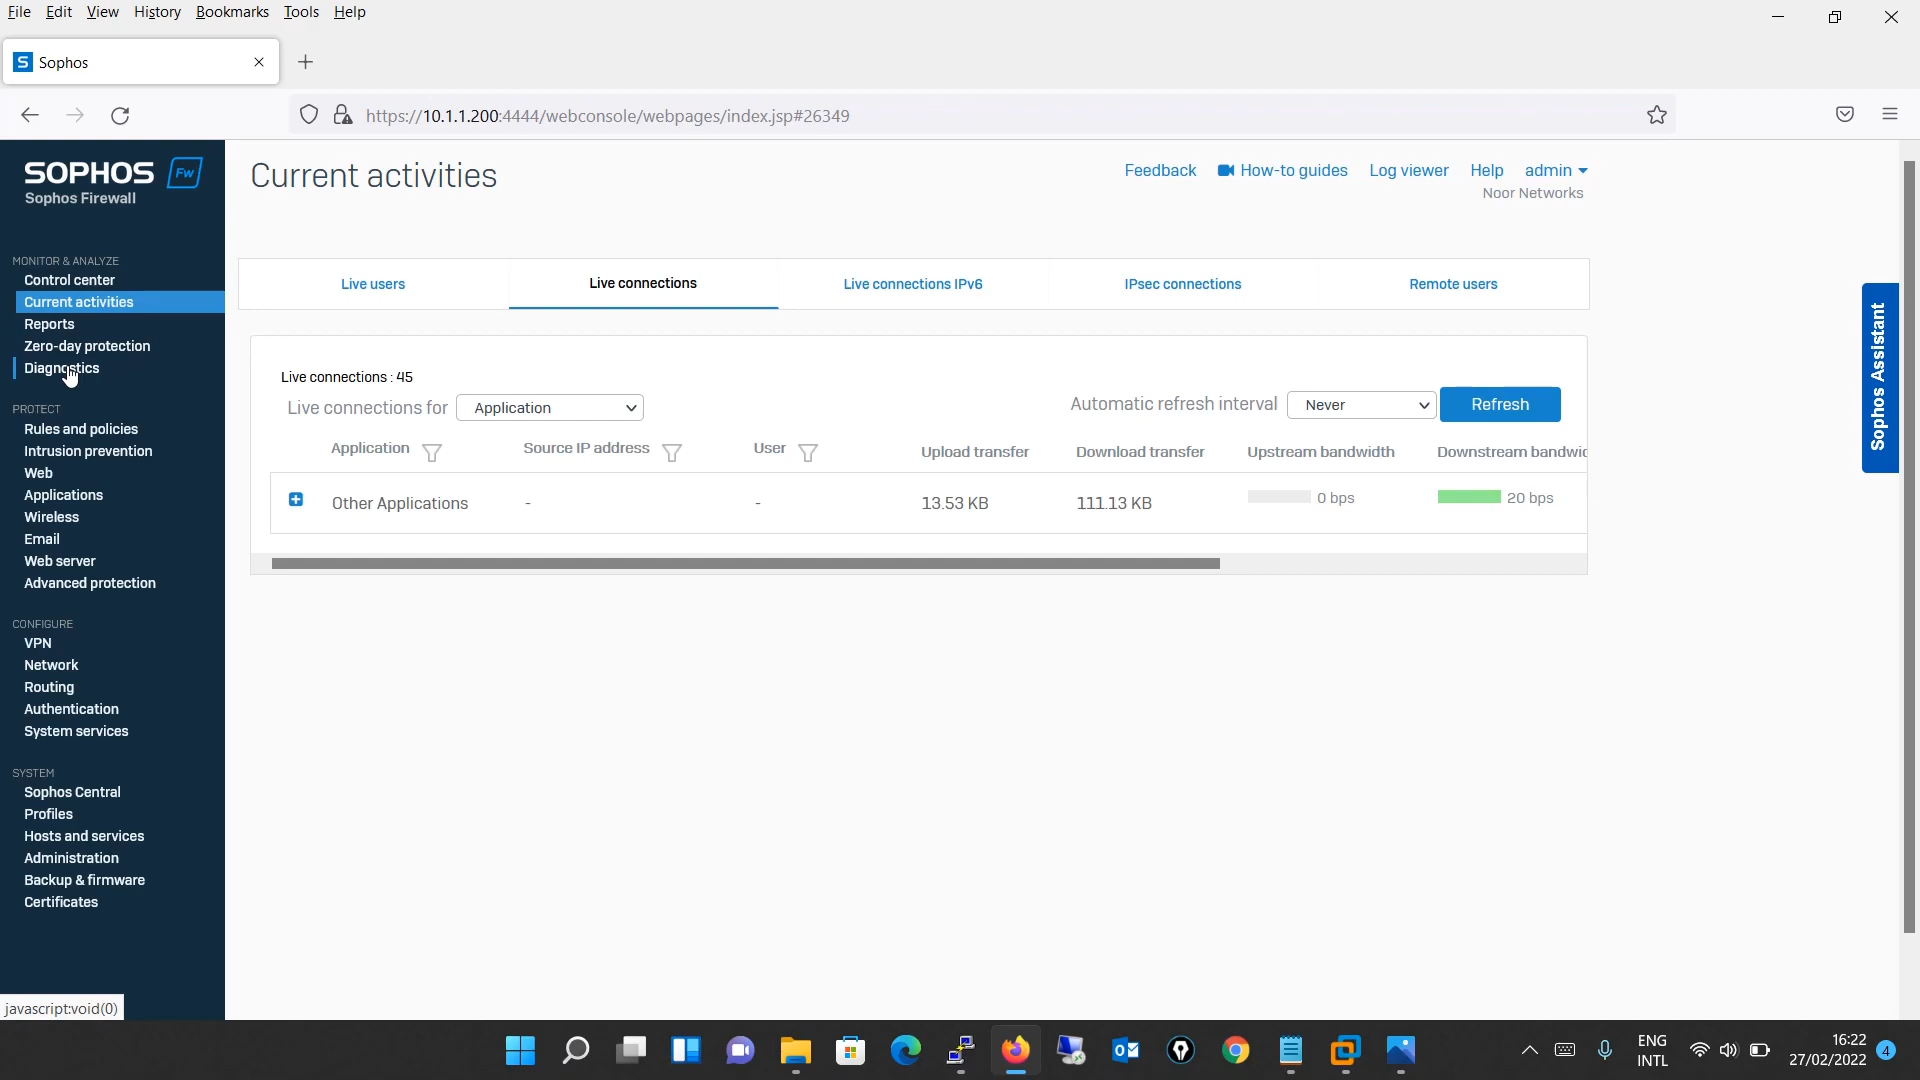 File Edit View History Bookmarks Tools Help
S Sophos
https://10.1.1.200:4444/webconsole/webpages/index.jsp#26349
SOPHOS Fw
Sophos Firewall
MONITOR & ANALYZE
Control center
Current activities
Reports
Zero-day protection
Diagnostics
PROTECT
Rules and policies
Intrusion prevention
Web
Applications
Wireless
Email
Web server
Advanced protection
CONFIGURE
VPN
Network
Routing
Authentication
System services
SYSTEM
Sophos Central
Profiles
Hosts and services
Administration
Backup & firmware
Certificates
javascript:void(0)
Current activities
Feedback How-to guides Log viewer Help admin
Noor Networks
Live users Live connections Live connections IPv6 IPsec connections Remote users
Live connections : 45
Live connections for Application Automatic refresh interval Never Refresh
Application Source IP address User Upload transfer Download transfer Upstream bandwidth Downstream bandwid
Other Applications - - 13.53 KB 111.13 KB 0 bps 20 bps
Sophos Assistant
ENG 16:22
INTL 27/02/2022 4